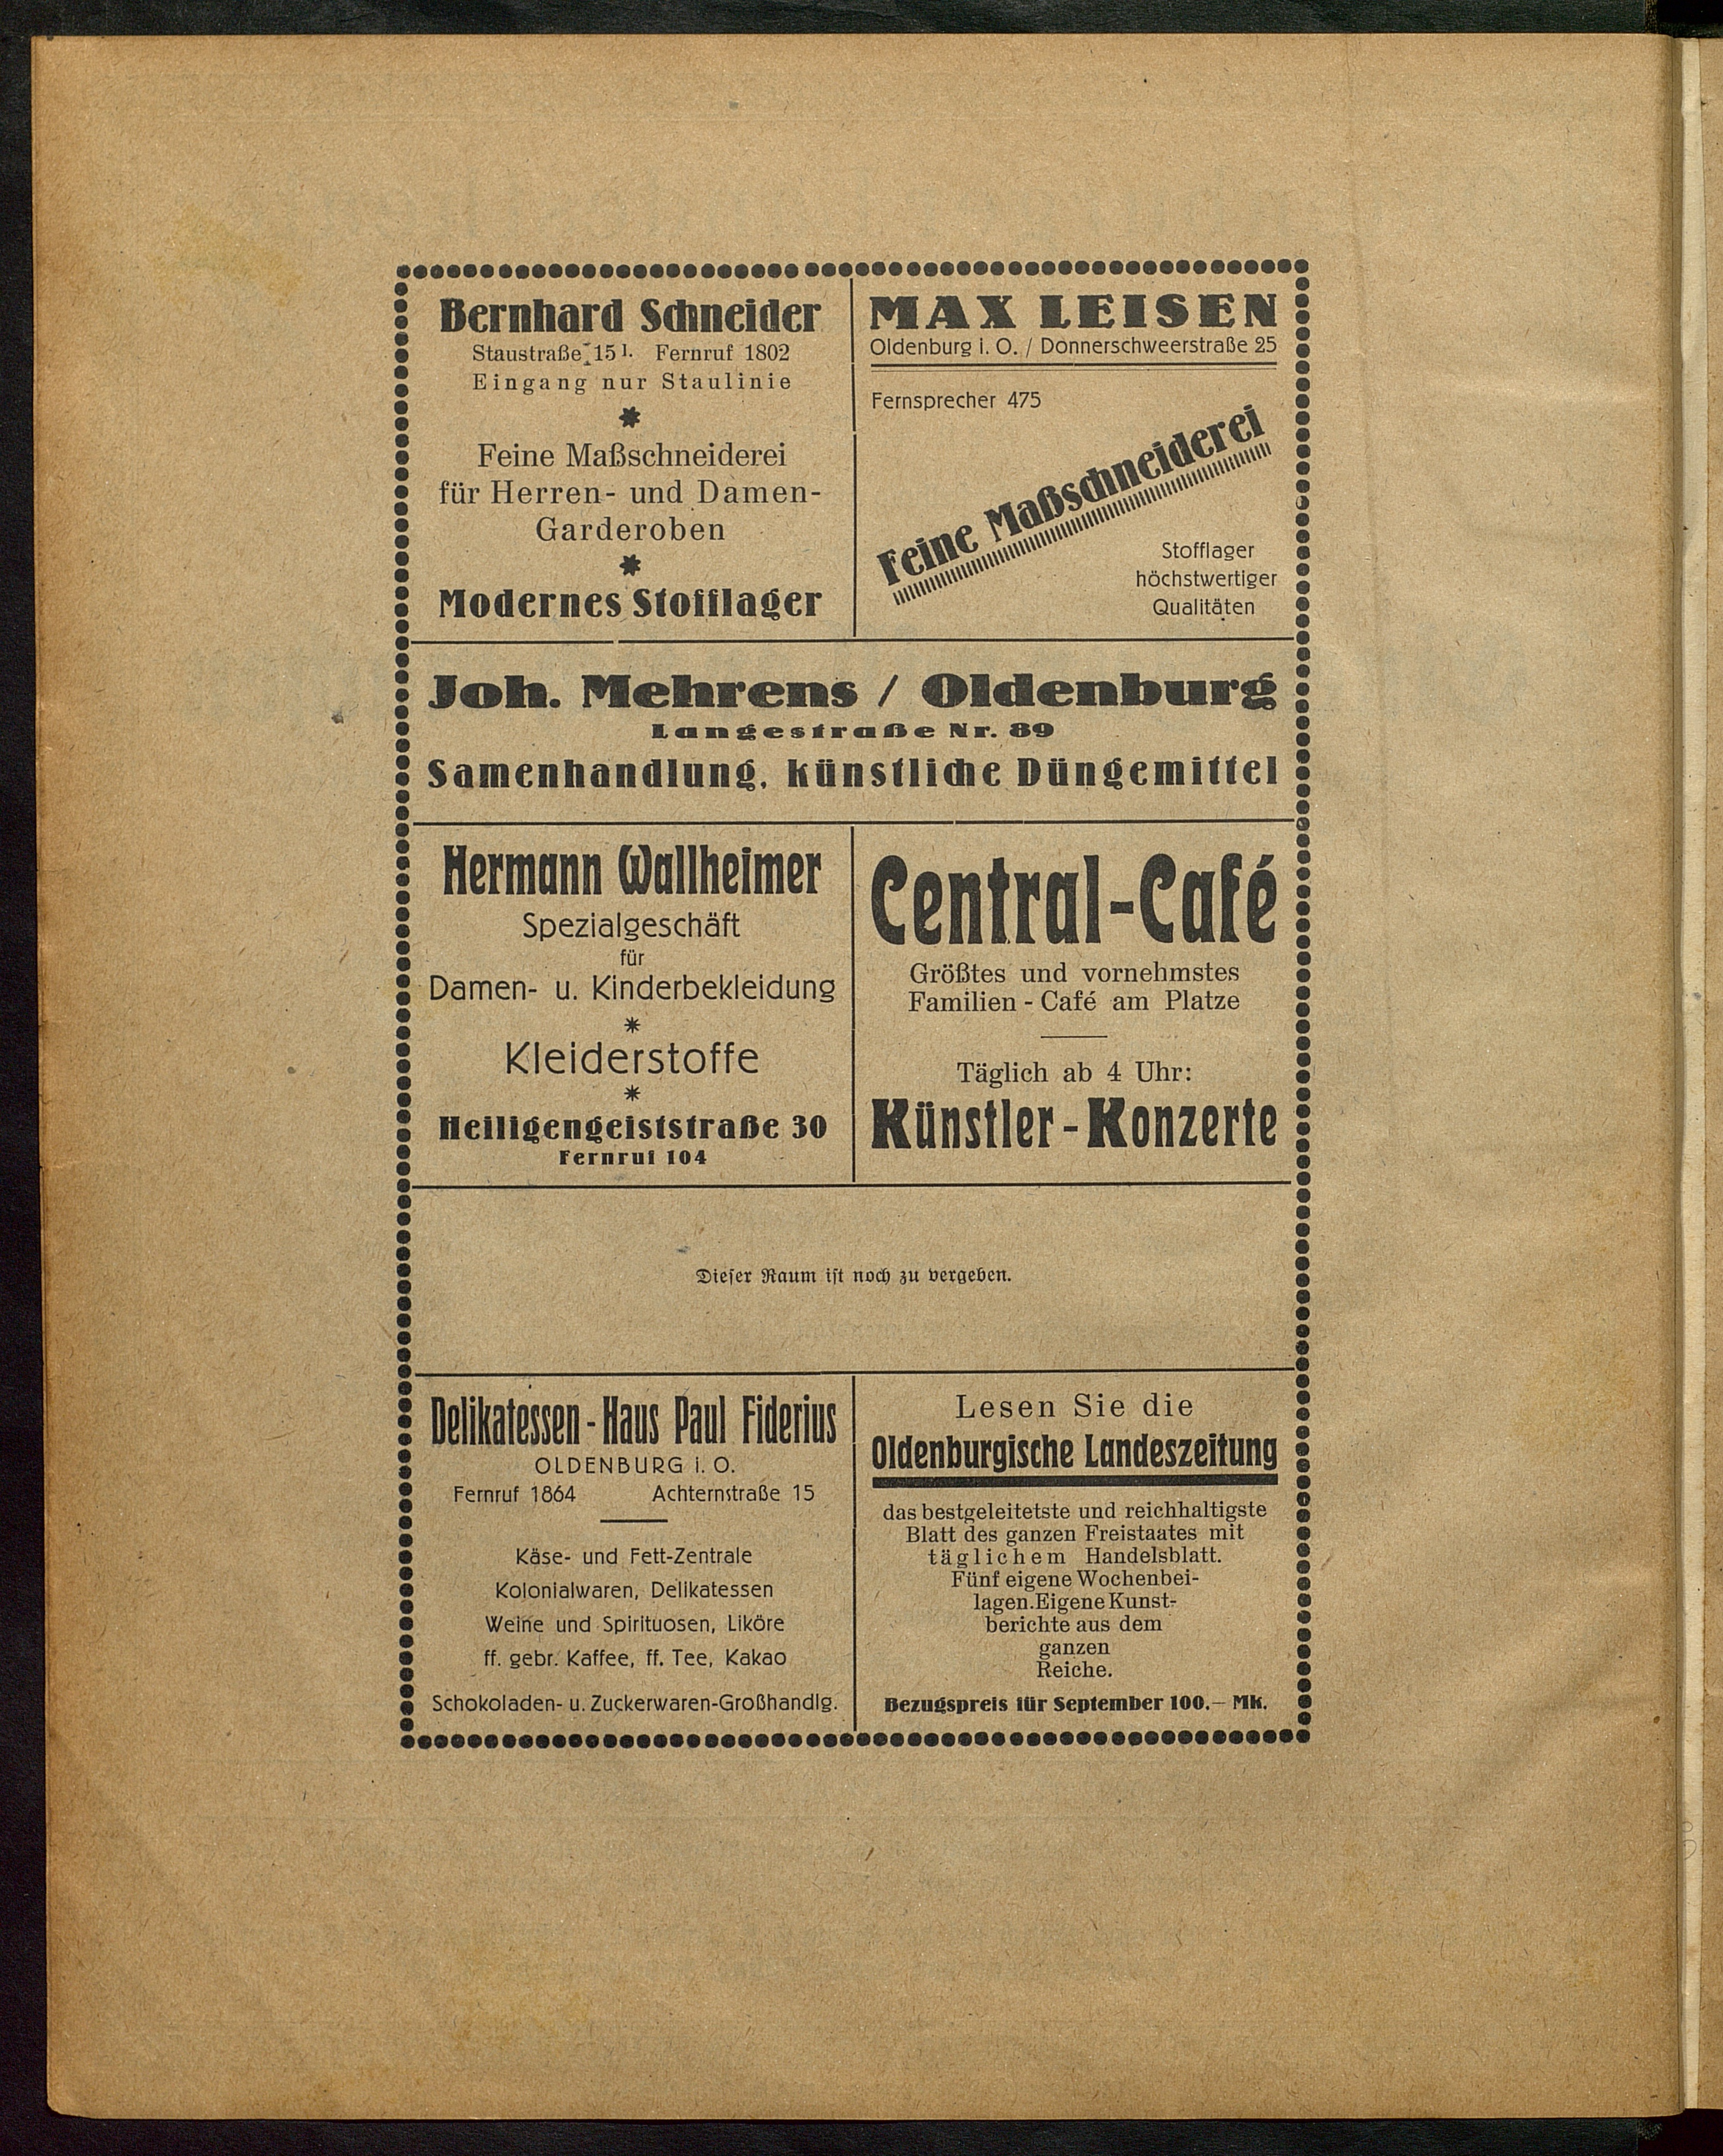 Bernhard Schneider
Staustraße 15 I. Fernruf 1802
Eingang nur Staulinie
Feine Maßschneiderei
für Herren- und Damen-
Garderoben
Modernes Stofflager
MAX LEISEN
Oldenburg i. O. / Donnerschweerstraße 25
Fernsprecher 475
Feine Maßschneiderei
Stofflager
höchstwertiger
Qualitäten
Joh. Mehrens / Oldenburg
Langestraße Nr. 89
Samenhandlung, künstliche Düngemittel
Hermann Wallheimer
Spezialgeschäft
für
Damen- u. Kinderbekleidung
*
Kleiderstoffe
*
Heiligengeiststraße 30
Fernruf 104
Central-Café
Größtes und vornehmstes
Familien-Café am Platze
Täglich ab 4 Uhr:
Künstler-Konzerte
Dieser Raum ist noch zu vergeben.
Delikatessen-Haus Paul Fiderius
OLDENBURG i. O.
Fernruf 1864 Achternstraße 15
Käse- und Fett-Zentrale
Kolonialwaren, Delikatessen
Weine und Spirituosen, Liköre
ff. gebr. Kaffee, ff. Tee, Kakao
Schokoladen- u. Zuckerwaren-Großhandlg.
Lesen Sie die
Oldenburgische Landeszeitung
das bestgeleitetste und reichhaltigste
Blatt des ganzen Freistaates mit
täglichem Handelsblatt.
Fünf eigene Wochenbei-
lagen. Eigene Kunst-
berichte aus dem
ganzen
Reiche.
Bezugspreis für September 100.– Mk.